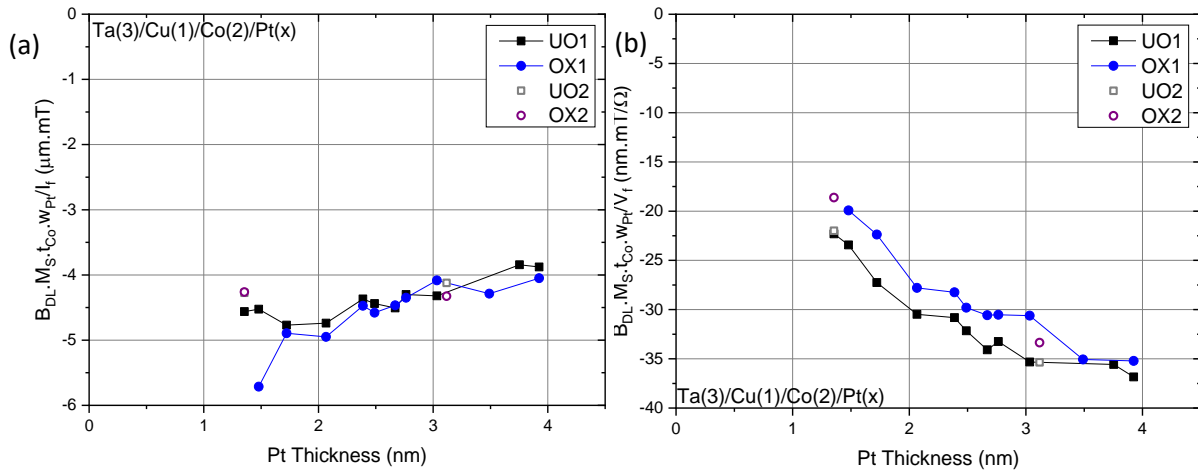 (a)
Ta(3)/Cu(1)/Co(2)/Pt(x)
UO1
OX1
UO2
OX2
0
-1
-2
-3
-4
-5
-6
B_DL.M_S.t_Co.w_Pt/I_f (μm.mT)
0 1 2 3 4
Pt Thickness (nm)
(b)
UO1
OX1
UO2
OX2
0
-5
-10
-15
-20
-25
-30
-35
-40
B_DL.M_S.t_Co.w_Pt/V_f (nm.mT/Ω)
Ta(3)/Cu(1)/Co(2)/Pt(x)
0 1 2 3 4
Pt Thickness (nm)